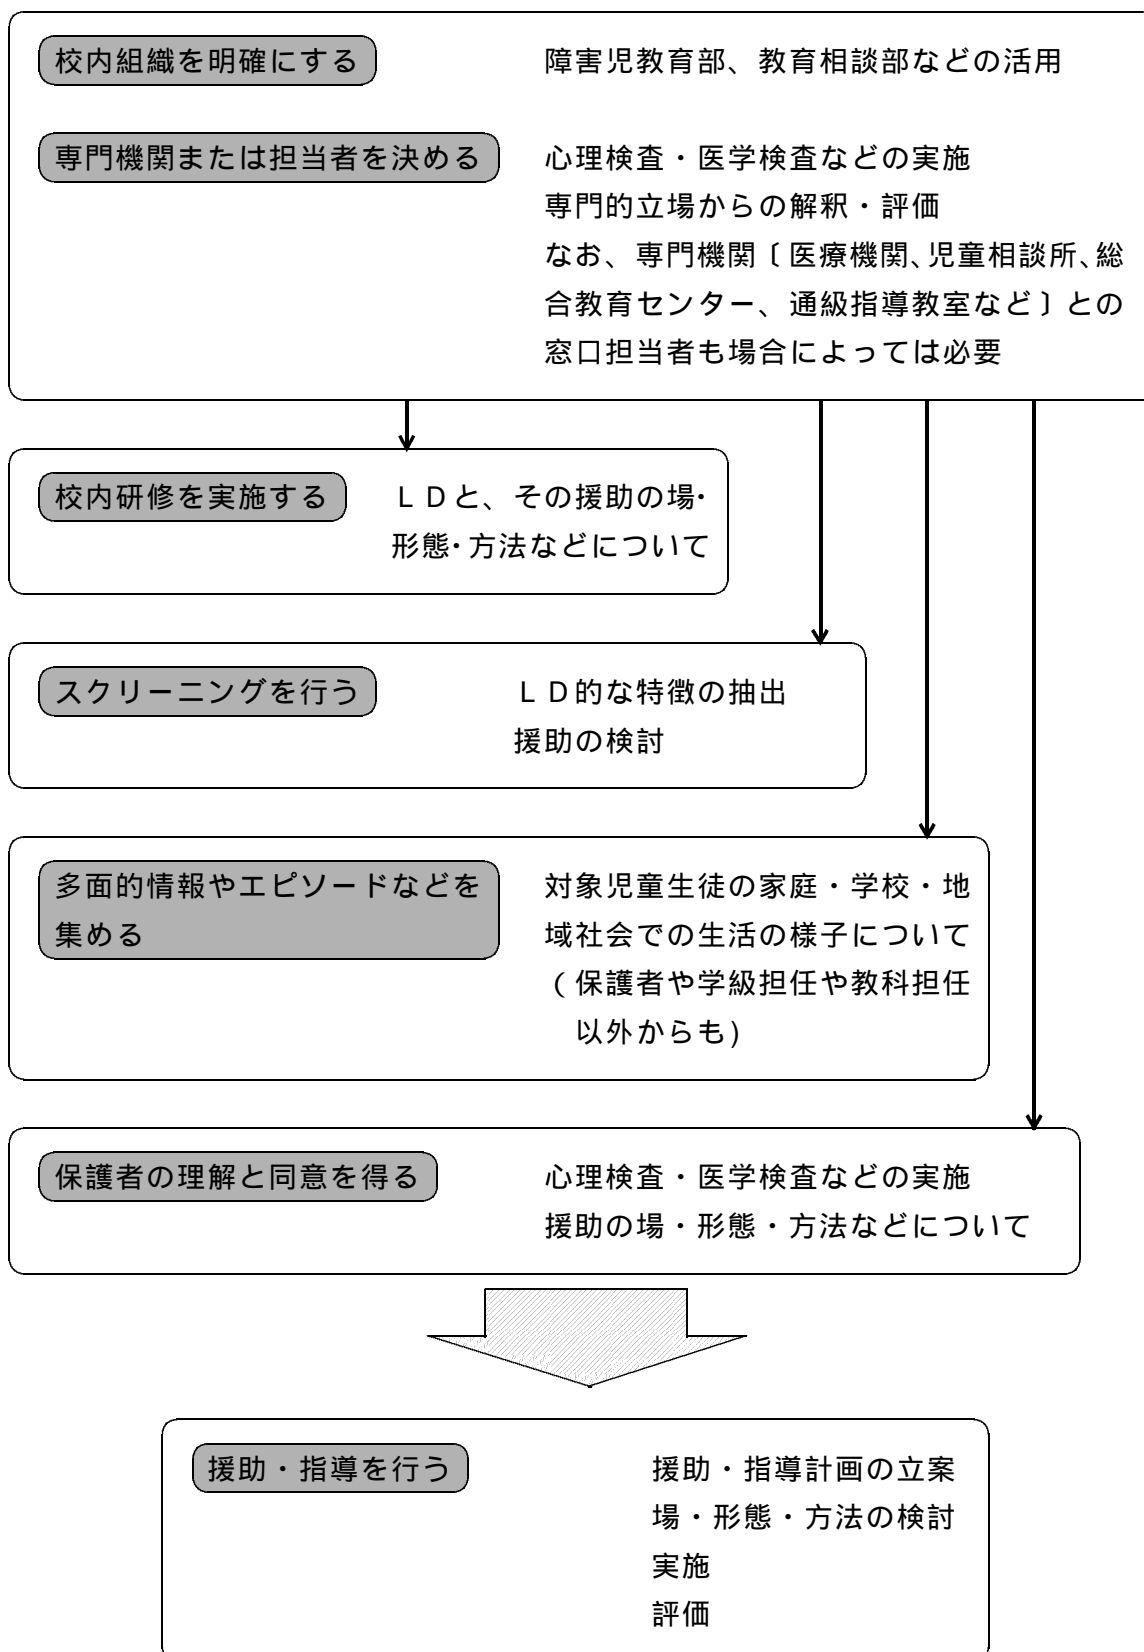 校内組織を明確にする　障害児教育部、教育相談部などの活用
専門機関または担当者を決める　心理検査・医学検査などの実施
専門的立場からの解釈・評価
なお、専門機関〔医療機関、児童相談所、総
合教育センター、通級指導教室など〕との
窓口担当者も場合によっては必要
校内研修を実施する　ＬＤと、その援助の場・
形態・方法などについて
スクリーニングを行う　ＬＤ的な特徴の抽出
援助の検討
多面的情報やエピソードなどを
集める
対象児童生徒の家庭・学校・地
域社会での生活の様子について
（保護者や学級担任や教科担任
以外からも）
保護者の理解と同意を得る　心理検査・医学検査などの実施
援助の場・形態・方法などについて
援助・指導を行う　援助・指導計画の立案
場・形態・方法の検討
実施
評価